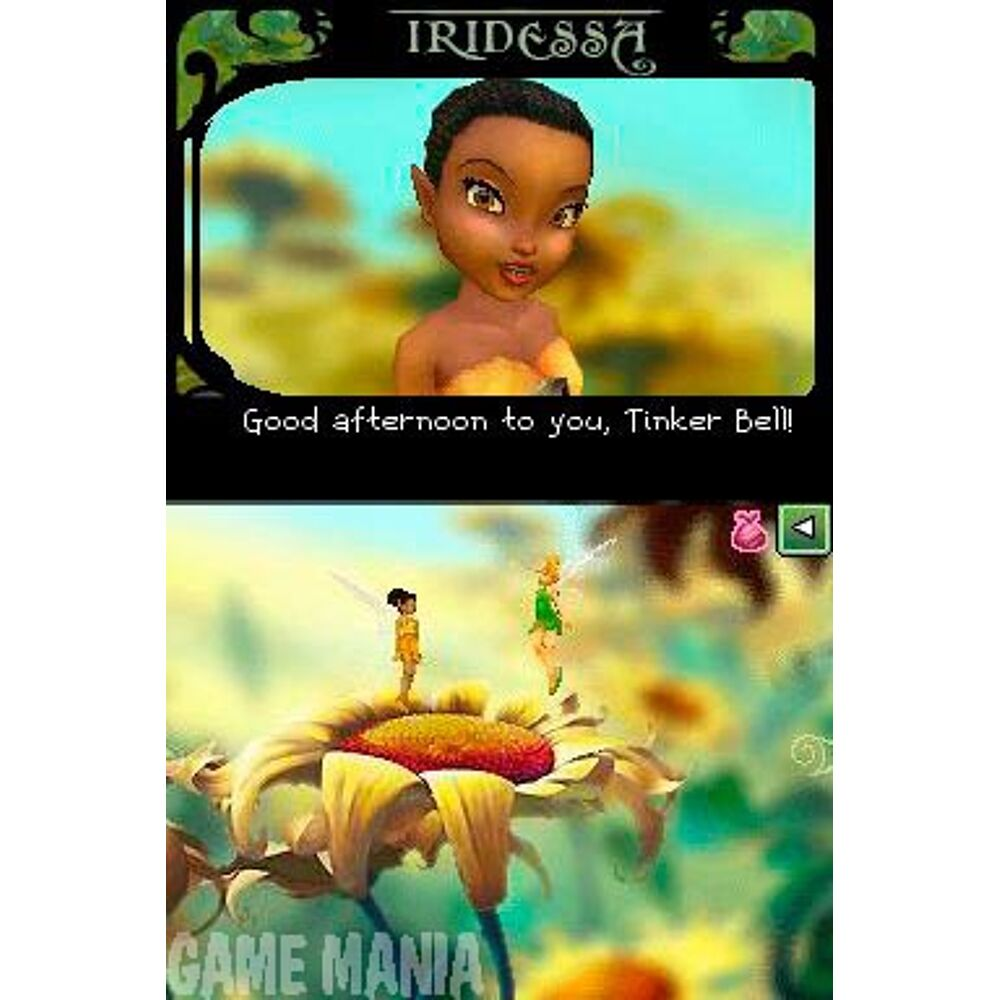 IRIDESSA
Good afternoon to you, Tinker Bell!
GAME MANIA